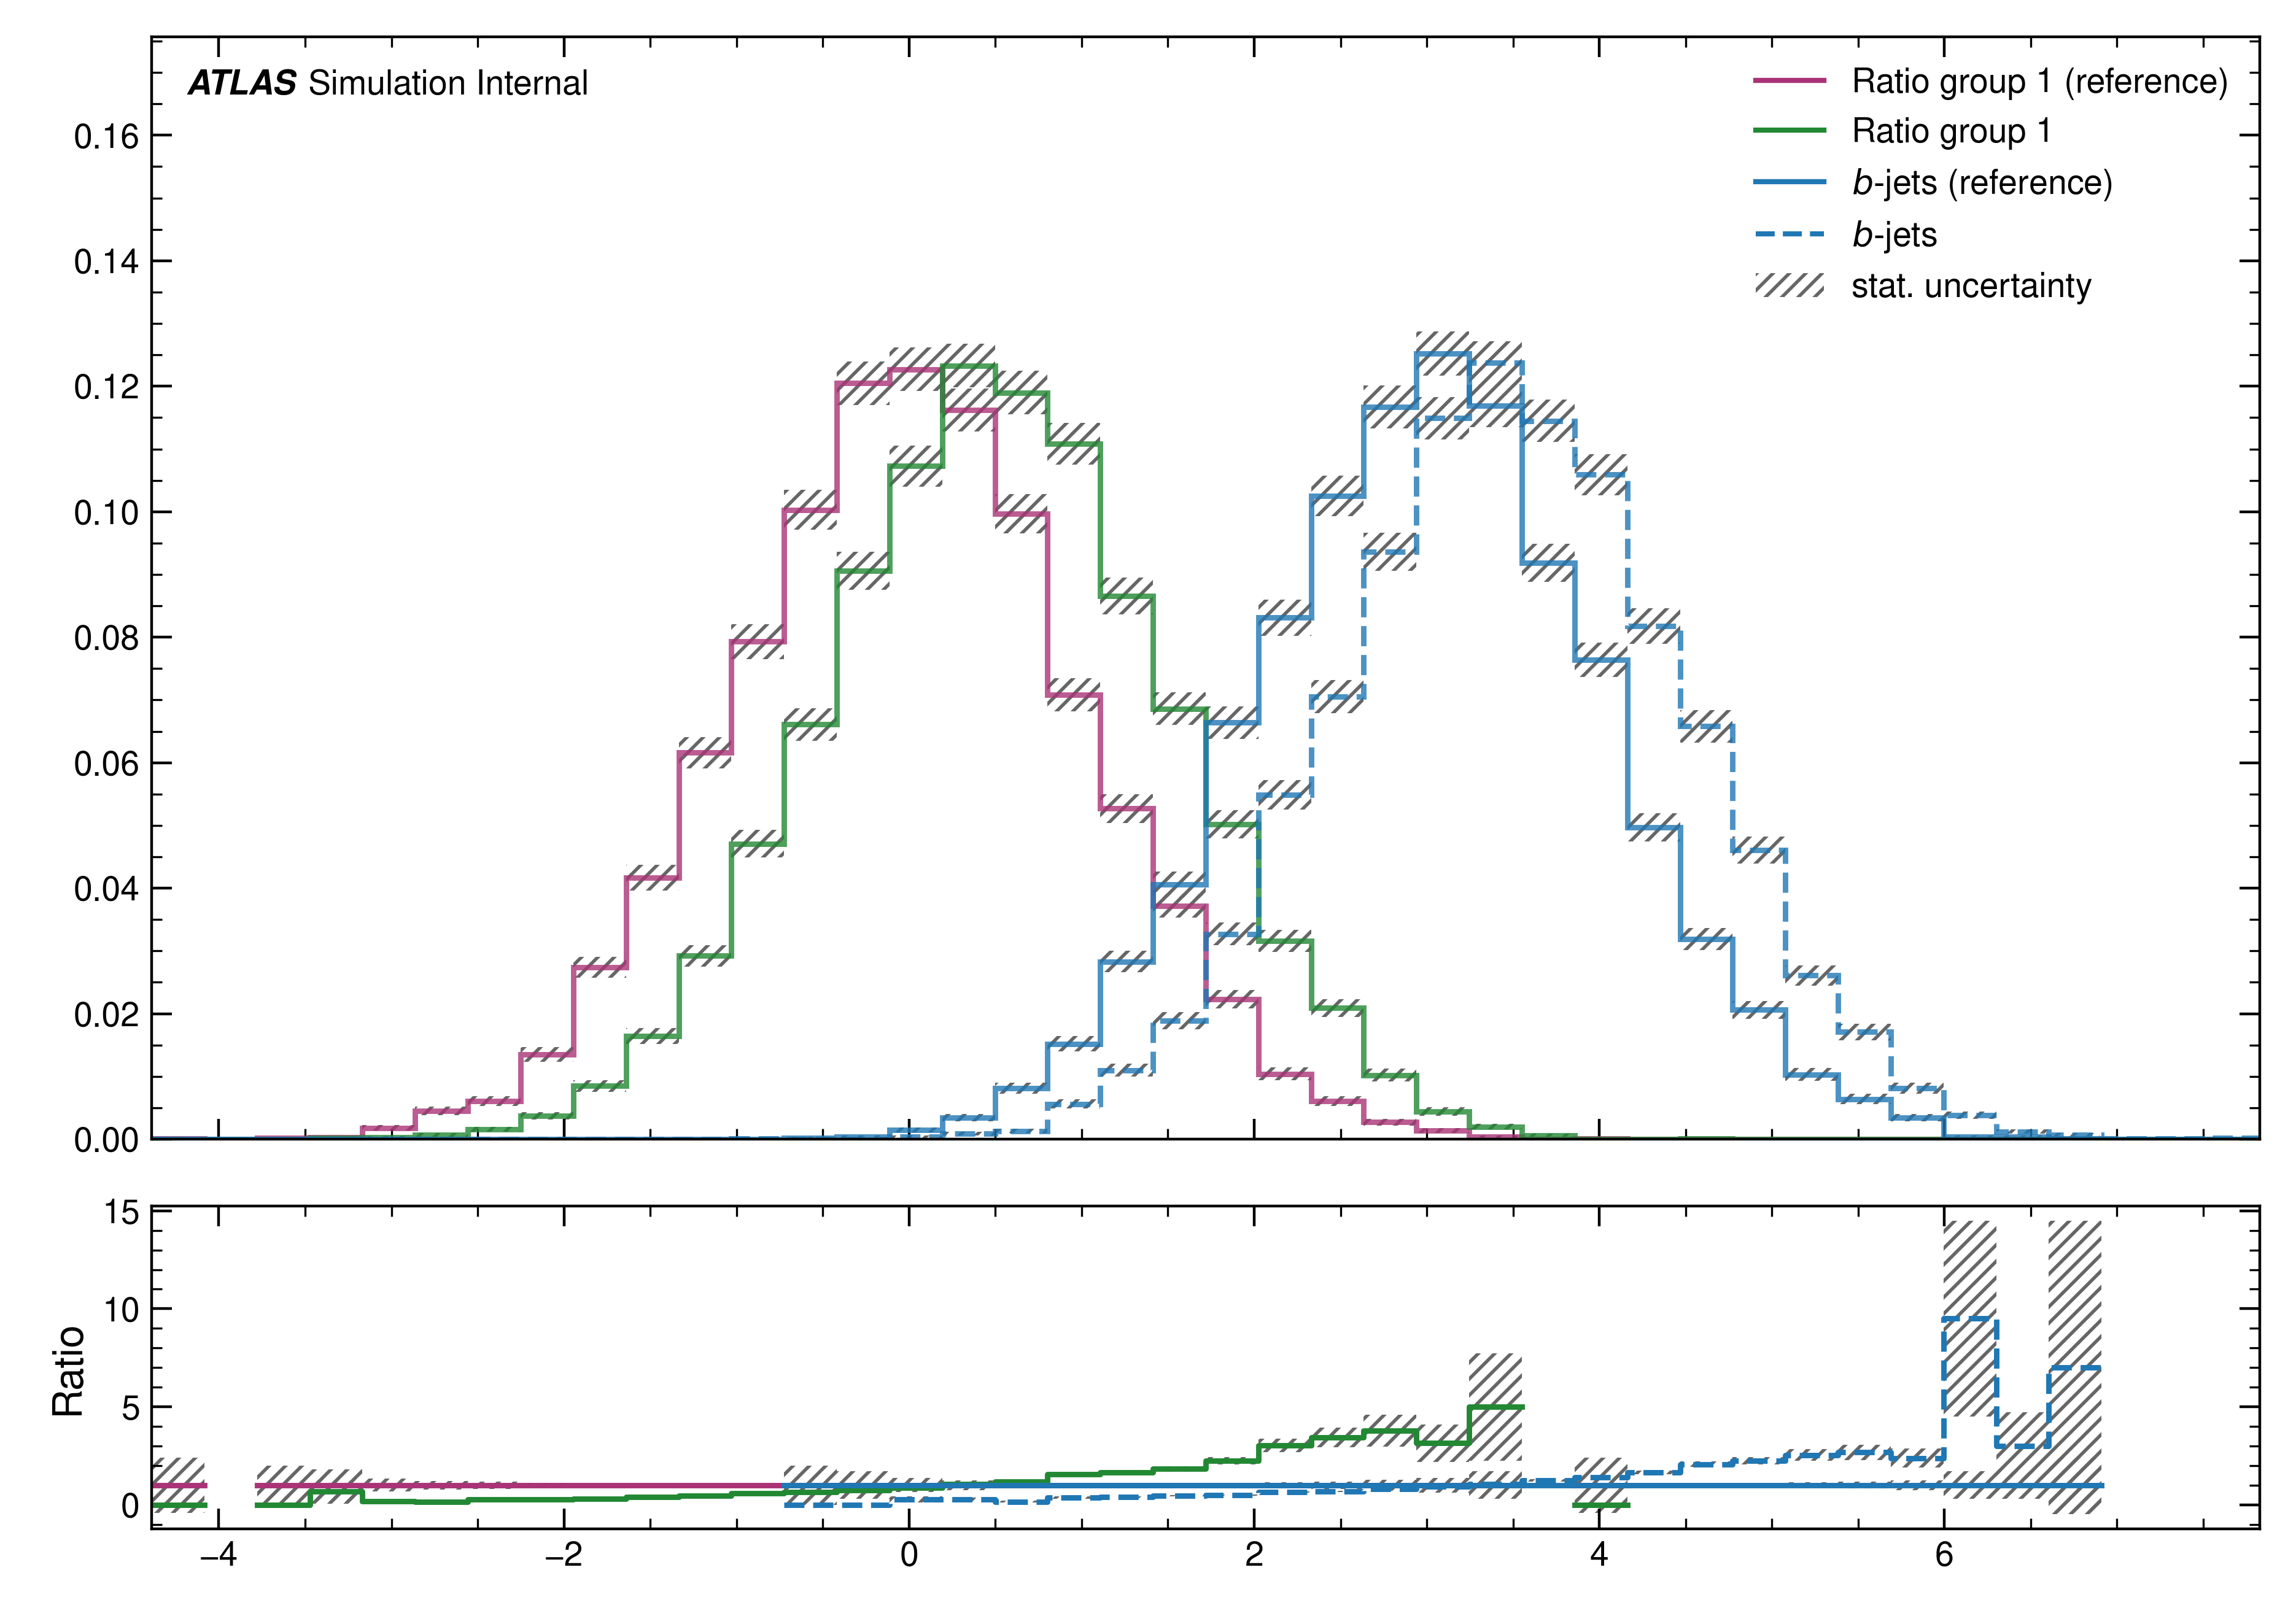 ATLAS Simulation Internal
Ratio group 1 (reference)
Ratio group 1
b-jets (reference)
b-jets
stat. uncertainty
0.16
0.14
0.12
0.10
0.08
0.06
0.04
0.02
0.00
15
10
5
0
Ratio
−4 −2 0 2 4 6